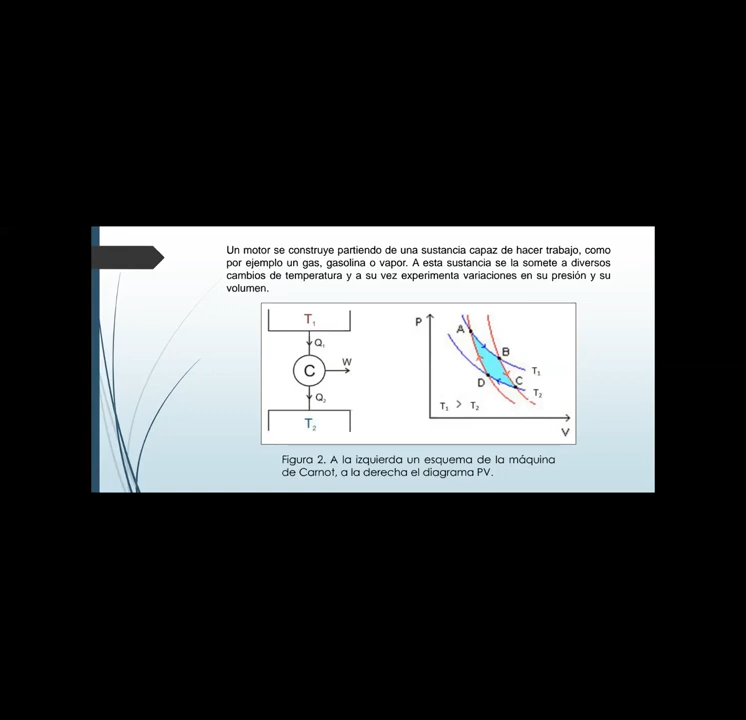 Un motor se construye partiendo de una sustancia capaz de hacer trabajo, como
por ejemplo un gas, gasolina o vapor. A esta sustancia se la somete a diversos
cambios de temperatura y a su vez experimenta variaciones en su presión y su
volumen.
T₁
Q₁
C
W
Q₂
T₂
P
A
B
T₁
D
C
T₂
T₁ > T₂
V
Figura 2. A la izquierda un esquema de la máquina
de Carnot, a la derecha el diagrama PV.